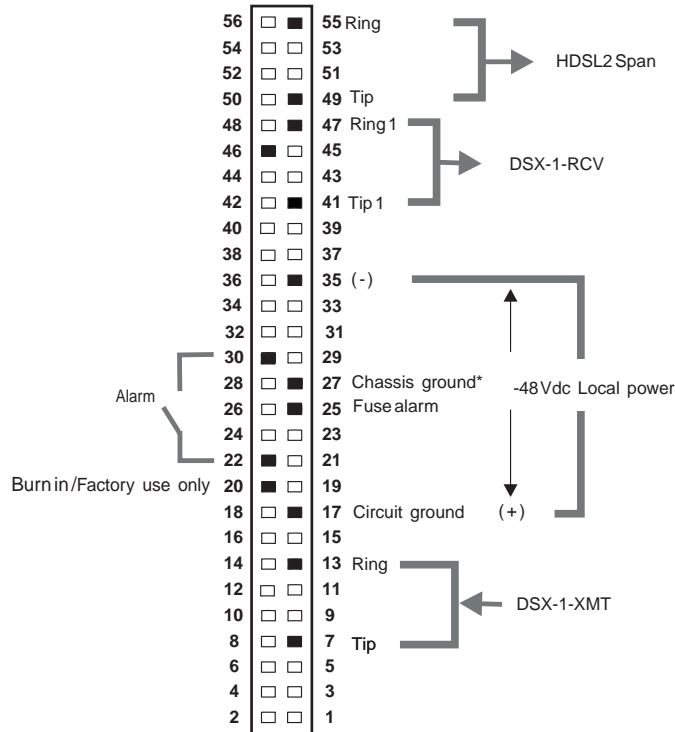 56 55 Ring
54 53
HDSL2 Span
52 51
50 49 Tip
48 47 Ring 1
46 45
DSX-1-RCV
44 43
42 41 Tip 1
40 39
38 37
36 35 (-)
34 33
32 31
30 29
28 27 Chassis ground*
-48Vdc Local power
Alarm
26 25 Fuse alarm
24 23
22 21
Burn in/Factory use only 20 19
18 17 Circuit ground (+)
16 15
14 13 Ring
12 11
DSX-1-XMT
10 9
8 7 Tip
6 5
4 3
2 1